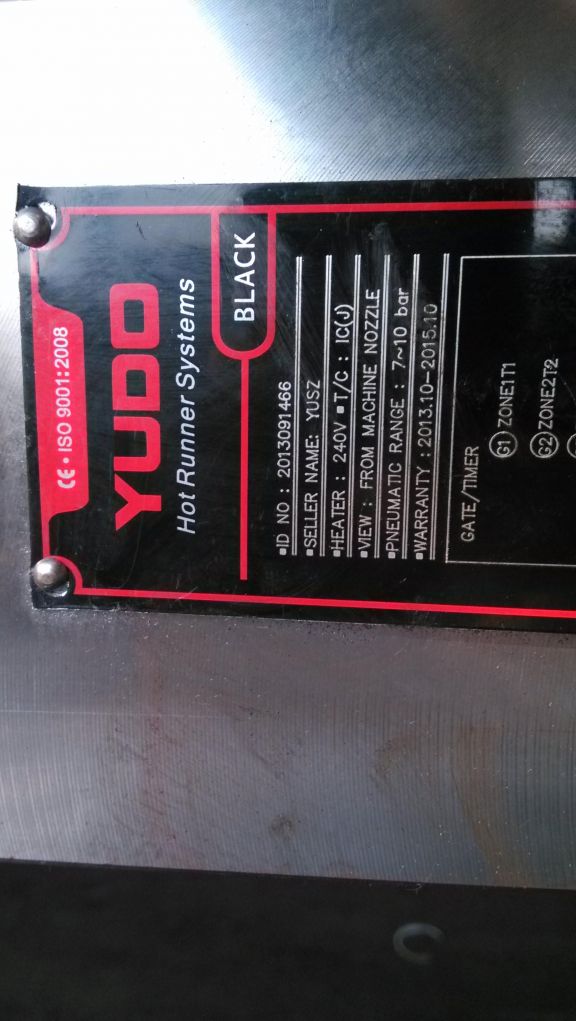 CE • ISO 9001:2008
YUDO
Hot Runner Systems
BLACK
▪ID NO : 2013091466
▪SELLER NAME: YUSZ
▪HEATER : 240V ▪T/C : IC(J)
▪VIEW : FROM MACHINE NOZZLE
▪PNEUMATIC RANGE : 7~10 bar
▪WARRANTY : 2013.10-2015.10
GATE/TIMER
G1 ZONE1T1
G2 ZONE2T2